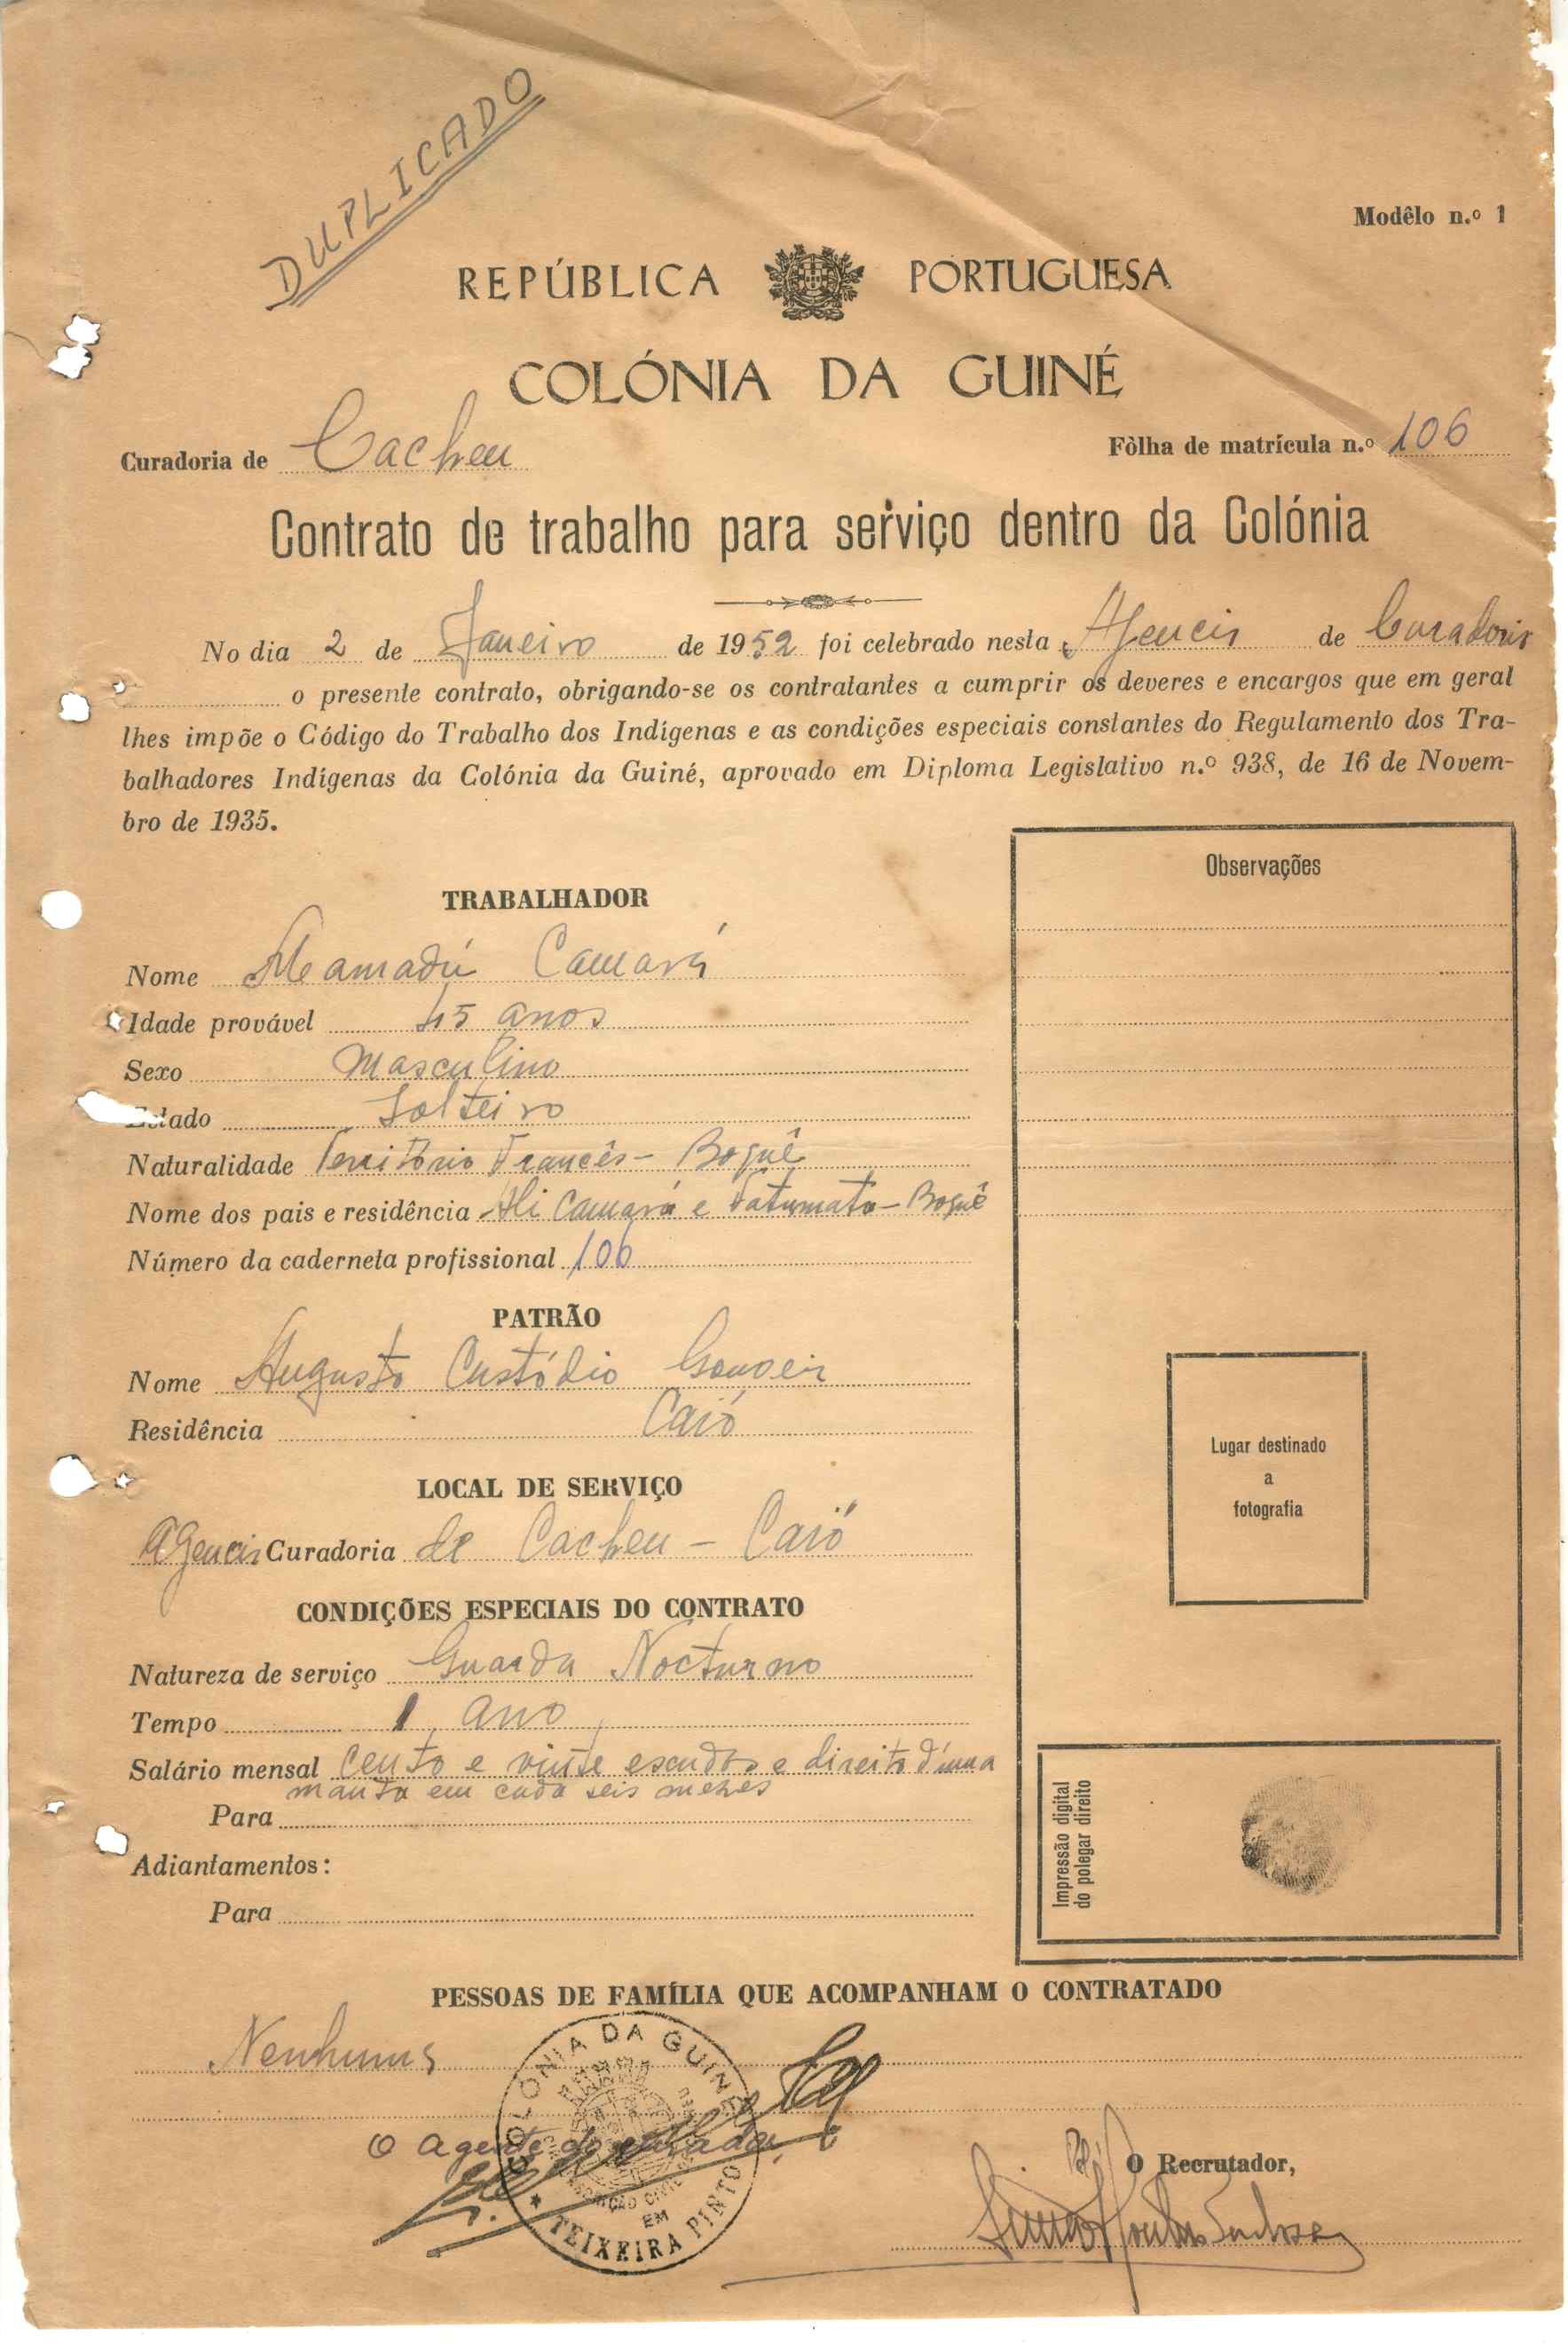 DUPLICADO
Modêlo n.º 1
REPÚBLICA PORTUGUESA
COLÓNIA DA GUINÉ
Curadoria de Cacheu
Fôlha de matrícula n.º 106
Contrato de trabalho para serviço dentro da Colónia
No dia 2 de Janeiro de 1952 foi celebrado nesta Agencia de Curadoria
o presente contrato, obrigando-se os contratantes a cumprir os deveres e encargos que em geral
lhes impõe o Código do Trabalho dos Indígenas e as condições especiais constantes do Regulamento dos Tra-
balhadores Indígenas da Colónia da Guiné, aprovado em Diploma Legislativo n.º 938, de 16 de Novem-
bro de 1935.
TRABALHADOR
Nome Mamadú Camará
Idade provável 45 anos
Sexo Masculino
Estado Solteiro
Naturalidade Território Francês - Boquê
Nome dos pais e residência Ali Camará e Fatumata - Boquê
Número da caderneta profissional 106
PATRÃO
Nome Augusto Custódio Gouveia
Residência Caió
LOCAL DE SERVIÇO
Agencia Curadoria de Cacheu - Caió
CONDIÇÕES ESPECIAIS DO CONTRATO
Natureza de serviço Guarda Nocturno
Tempo 1 ano
Salário mensal cento e vinte escudos e direito d'uma
manta em cada seis mezes
Para
Adiantamentos:
Para
Observações
Lugar destinado
a
fotografia
Impressão digital
do polegar direito
PESSOAS DE FAMÍLIA QUE ACOMPANHAM O CONTRATADO
Nenhuma
COLÓNIA DA GUINÉ
EM
TEIXEIRA PINTO
O agente do curador,
O Recrutador,